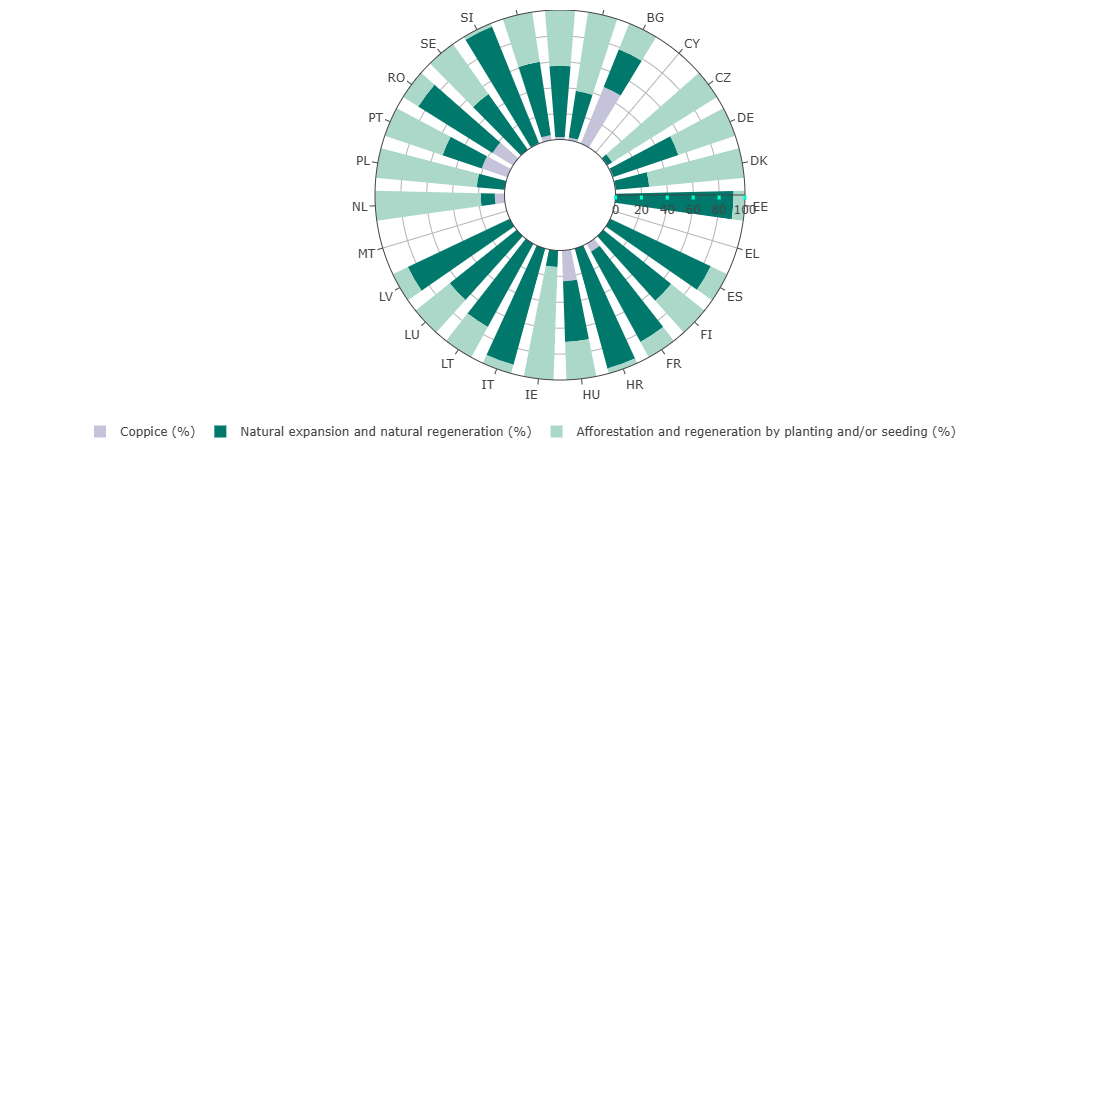 SI
BG
SE
CY
RO
CZ
PT
DE
PL
DK
NL
0 20 40 60 80 100
EE
MT
EL
LV
ES
LU
FI
LT
FR
IT
HR
IE
HU
Coppice (%) Natural expansion and natural regeneration (%) Afforestation and regeneration by planting and/or seeding (%)